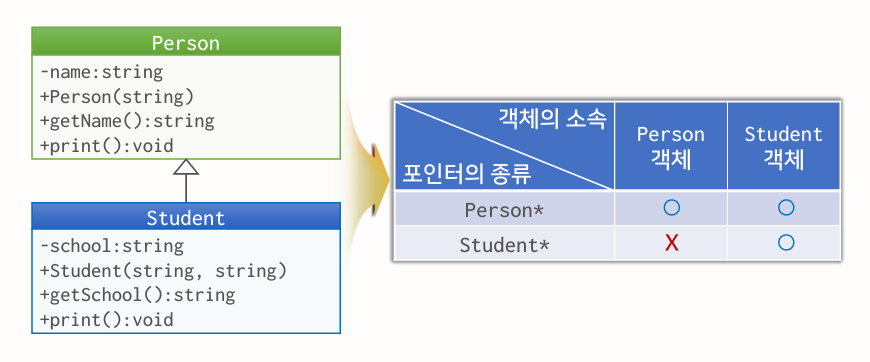 Person
-name:string
+Person(string)
+getName():string
+print():void
Student
-school:string
+Student(string, string)
+getSchool():string
+print():void
객체의 소속
포인터의 종류
Person
객체
Student
객체
Person*
○
○
Student*
X
○